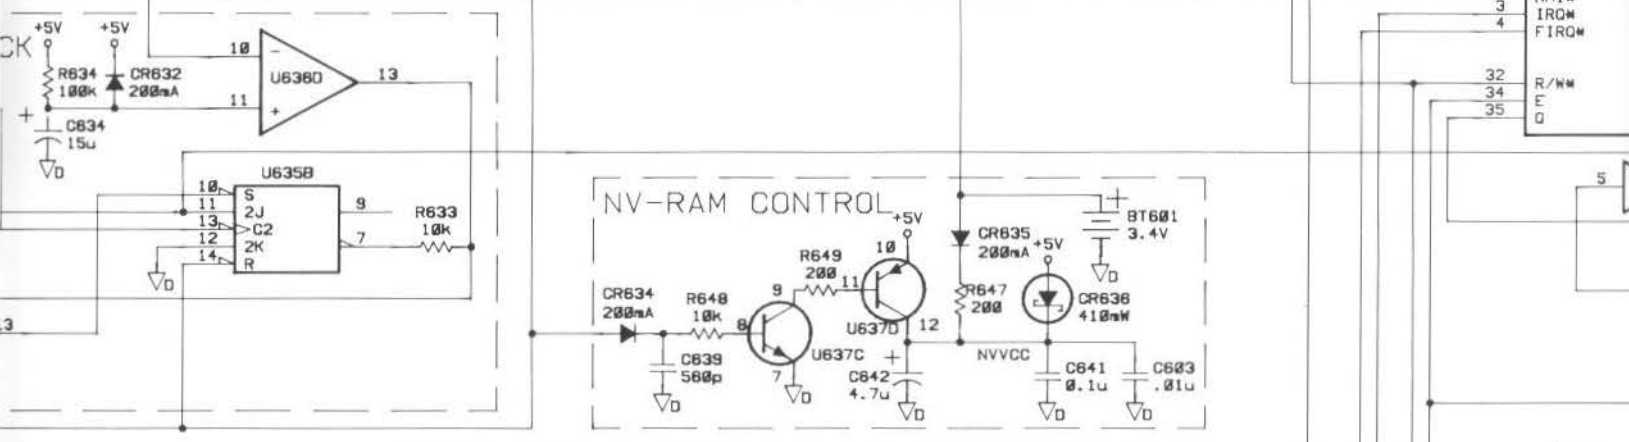 CK
+5V
+5V
R634
100k
CR632
200mA
+
C634
15u
D
10
-
U636D
13
11
+
U635B
10
S
11
2J
13
C2
12
2K
14
R
9
7
R633
10k
D
13
NV-RAM CONTROL
CR634
200mA
R648
10k
8
C639
560p
D
9
U637C
7
D
R649
200
11
10
+5V
U637D
12
+
C642
4.7u
D
CR635
200mA
R647
200
NVVCC
+5V
CR636
410mW
+
BT601
3.4V
D
C641
0.1u
D
C603
.01u
D
3
IRQ*
4
FIRQ*
32
R/W*
34
E
35
Q
5